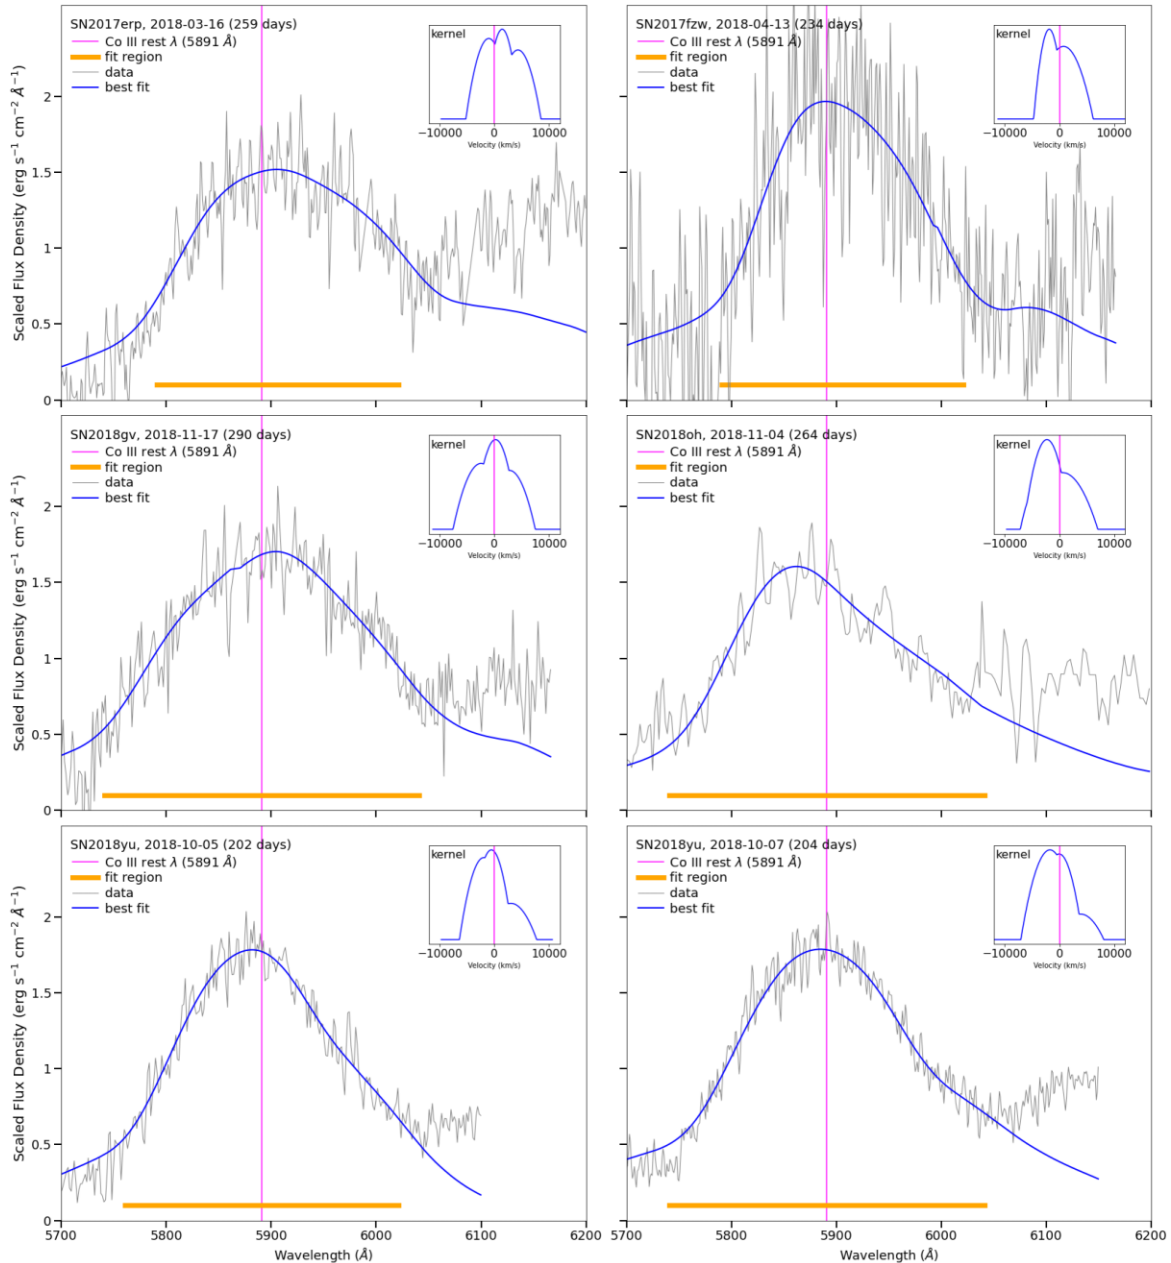 SN2017erp, 2018-03-16 (259 days)
Co III rest λ (5891 Å)
fit region
data
best fit
kernel
−10000 0 10000
Velocity (km/s)
Scaled Flux Density (erg s⁻¹ cm⁻² Å⁻¹)
2
1.5
1
0.5
0
SN2017fzw, 2018-04-13 (234 days)
Co III rest λ (5891 Å)
fit region
data
best fit
kernel
−10000 0 10000
Velocity (km/s)
SN2018gv, 2018-11-17 (290 days)
Co III rest λ (5891 Å)
fit region
data
best fit
kernel
−10000 0 10000
Velocity (km/s)
Scaled Flux Density (erg s⁻¹ cm⁻² Å⁻¹)
2
1.5
1
0.5
0
SN2018oh, 2018-11-04 (264 days)
Co III rest λ (5891 Å)
fit region
data
best fit
kernel
−10000 0 10000
Velocity (km/s)
SN2018yu, 2018-10-05 (202 days)
Co III rest λ (5891 Å)
fit region
data
best fit
kernel
−10000 0 10000
Velocity (km/s)
Scaled Flux Density (erg s⁻¹ cm⁻² Å⁻¹)
2
1.5
1
0.5
0
5700 5800 5900 6000 6100 6200
Wavelength (Å)
SN2018yu, 2018-10-07 (204 days)
Co III rest λ (5891 Å)
fit region
data
best fit
kernel
−10000 0 10000
Velocity (km/s)
5800 5900 6000 6100 6200
Wavelength (Å)